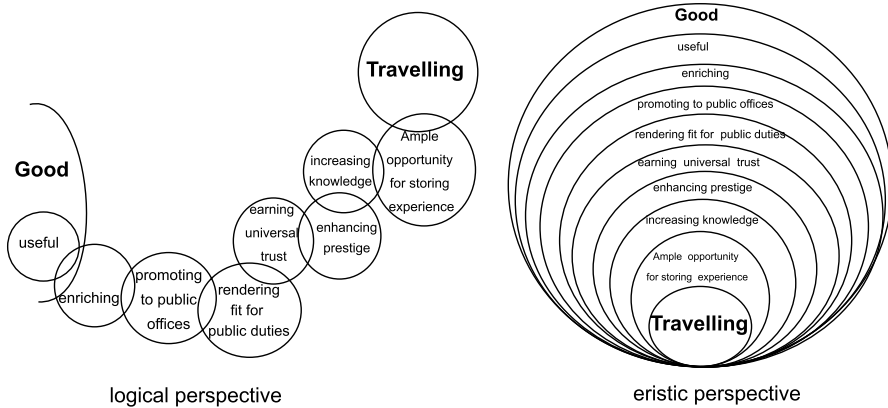 Good
useful
enriching
promoting
to public
offices
rendering
fit for
public duties
earning
universal
trust
enhancing
prestige
increasing
knowledge
Ample
opportunity
for storing
experience
Travelling
logical perspective
Good
useful
enriching
promoting to public offices
rendering fit for public duties
earning universal trust
enhancing prestige
increasing knowledge
Ample opportunity
for storing experience
Travelling
eristic perspective